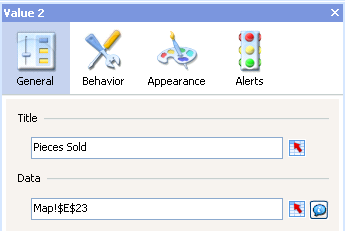 Value 2
General Behavior Appearance Alerts
Title
Pieces Sold
Data
Map!$E$23